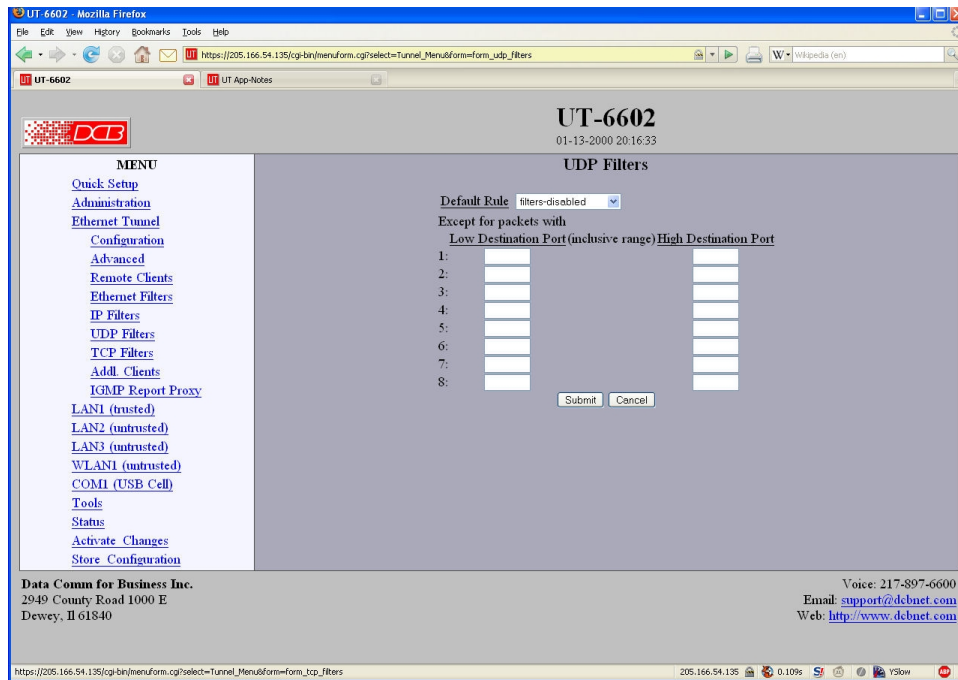 UT-6602 - Mozilla Firefox
File Edit View History Bookmarks Tools Help
UT https://205.166.54.135/cgi-bin/menuform.cgi?select=Tunnel_Menu&form=form_udp_filters W Wikipedia (en)
UT UT-6602 UT UT App-Notes
DCB
UT-6602
01-13-2000 20:16:33
MENU
Quick Setup
Administration
Ethernet Tunnel
Configuration
Advanced
Remote Clients
Ethernet Filters
IP Filters
UDP Filters
TCP Filters
Addl. Clients
IGMP Report Proxy
LAN1 (trusted)
LAN2 (untrusted)
LAN3 (untrusted)
WLAN1 (untrusted)
COM1 (USB Cell)
Tools
Status
Activate Changes
Store Configuration
UDP Filters
Default Rule filters-disabled
Except for packets with
Low Destination Port (inclusive range) High Destination Port
1:
2:
3:
4:
5:
6:
7:
8:
Submit Cancel
Data Comm for Business Inc.
2949 County Road 1000 E
Dewey, Il 61840
Voice: 217-897-6600
Email: support@dcbnet.com
Web: http://www.dcbnet.com
https://205.166.54.135/cgi-bin/menuform.cgi?select=Tunnel_Menu&form=form_tcp_filters 205.166.54.135 0.109s YSlow